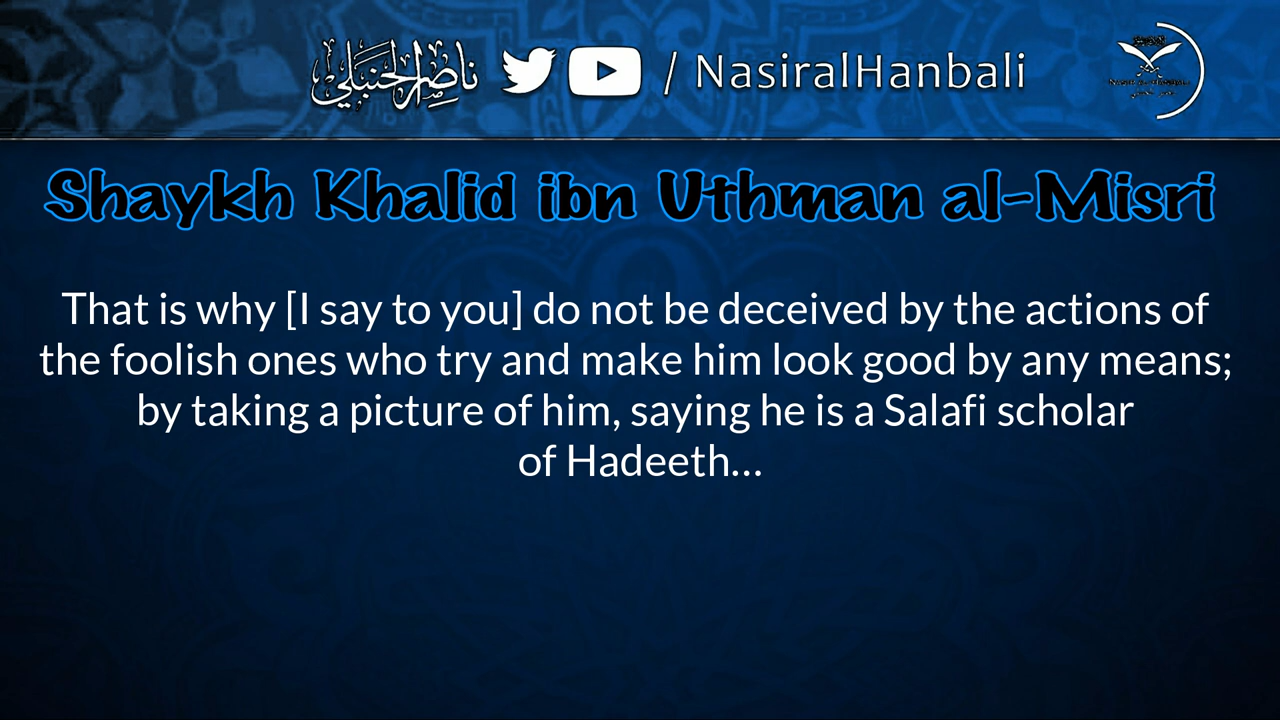 ناصر الحنبلي / NasiralHanbali
Shaykh Khalid ibn Uthman al-Misri
That is why [I say to you] do not be deceived by the actions of
the foolish ones who try and make him look good by any means;
by taking a picture of him, saying he is a Salafi scholar
of Hadeeth...